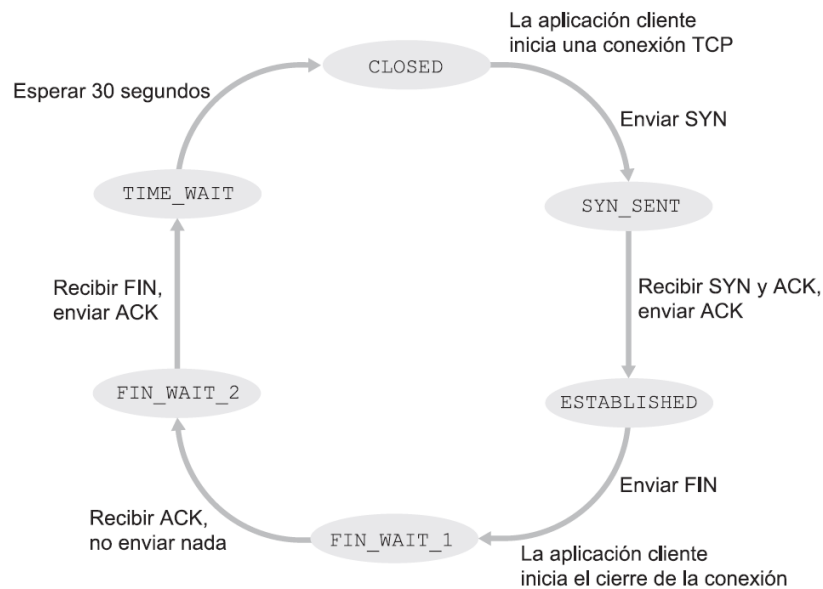 La aplicación cliente
inicia una conexión TCP
CLOSED
Esperar 30 segundos
Enviar SYN
TIME_WAIT
SYN_SENT
Recibir FIN,
enviar ACK
Recibir SYN y ACK,
enviar ACK
FIN_WAIT_2
ESTABLISHED
Enviar FIN
Recibir ACK,
no enviar nada
FIN_WAIT_1
La aplicación cliente
inicia el cierre de la conexión